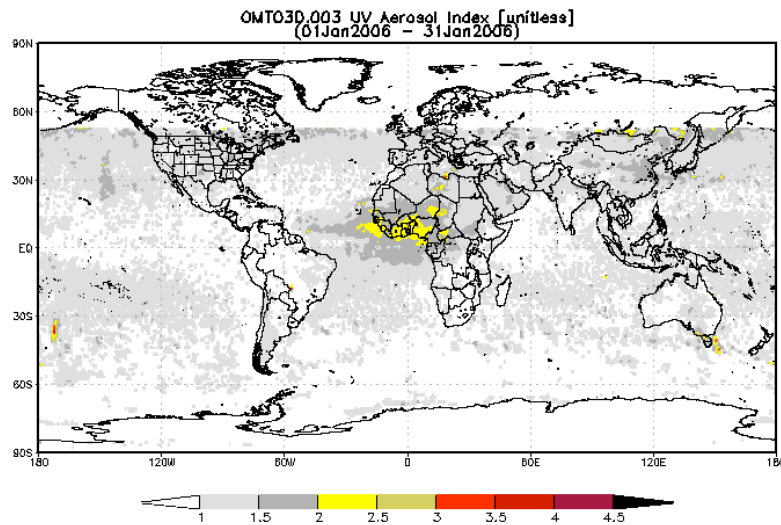 OMTO3D.003 UV Aerosol Index [unitless]
(01Jan2006 - 31Jan2006)
90N
60N
30N
EQ
30S
60S
90S
180 120W 60W 0 60E 120E 180
1 1.5 2 2.5 3 3.5 4 4.5